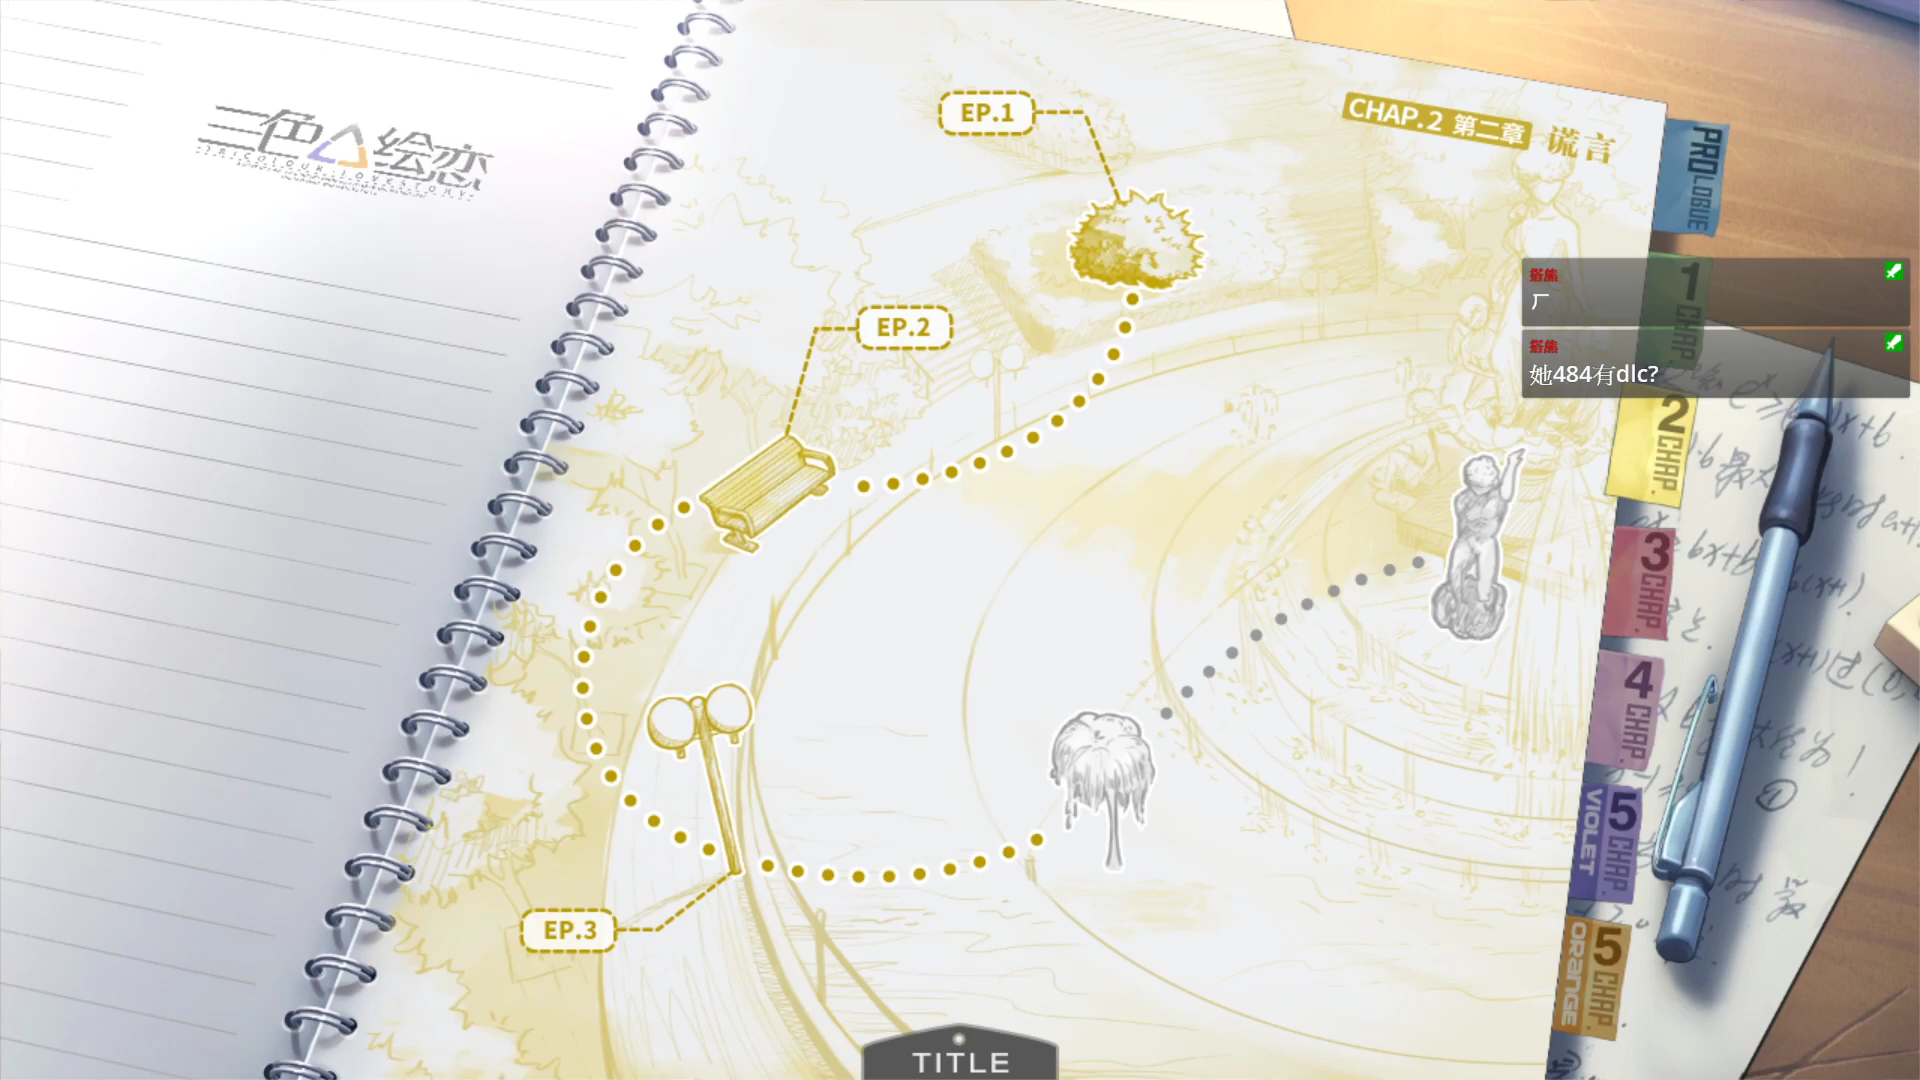 三色绘恋
TRICOLOUR LOVESTORY
EP.1
CHAP.2 第二章 谎言
EP.2
EP.3
PROLOGUE
1 CHAP.
2 CHAP.
3 CHAP.
4 CHAP.
5 CHAP. VIOLET
5 CHAP. ORANGE
厂
她484有dlc?
TITLE